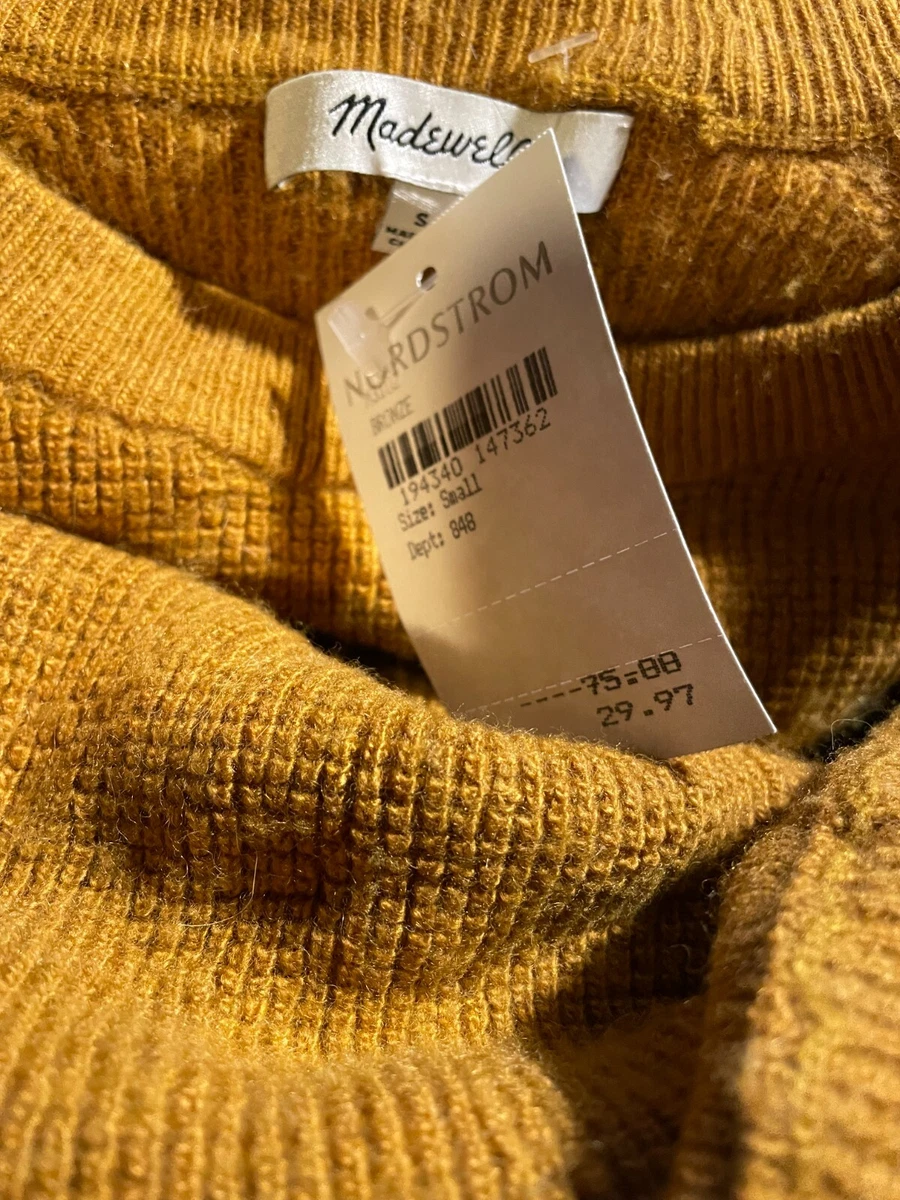 Madewell
S
NORDSTROM
BRONZE
194340 147362
Size: Small
Dept: 848
----75.00
29.97